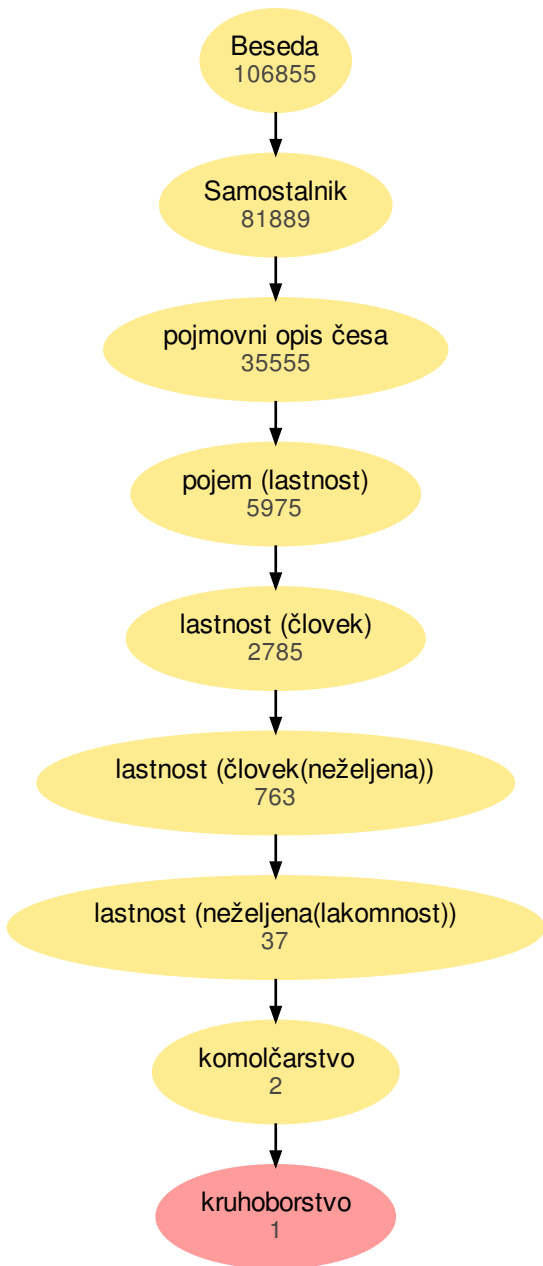 Beseda
106855
Samostalnik
81889
pojmovni opis česa
35555
pojem (lastnost)
5975
lastnost (človek)
2785
lastnost (človek(neželjena))
763
lastnost (neželjena(lakomnost))
37
komolčarstvo
2
kruhoborstvo
1